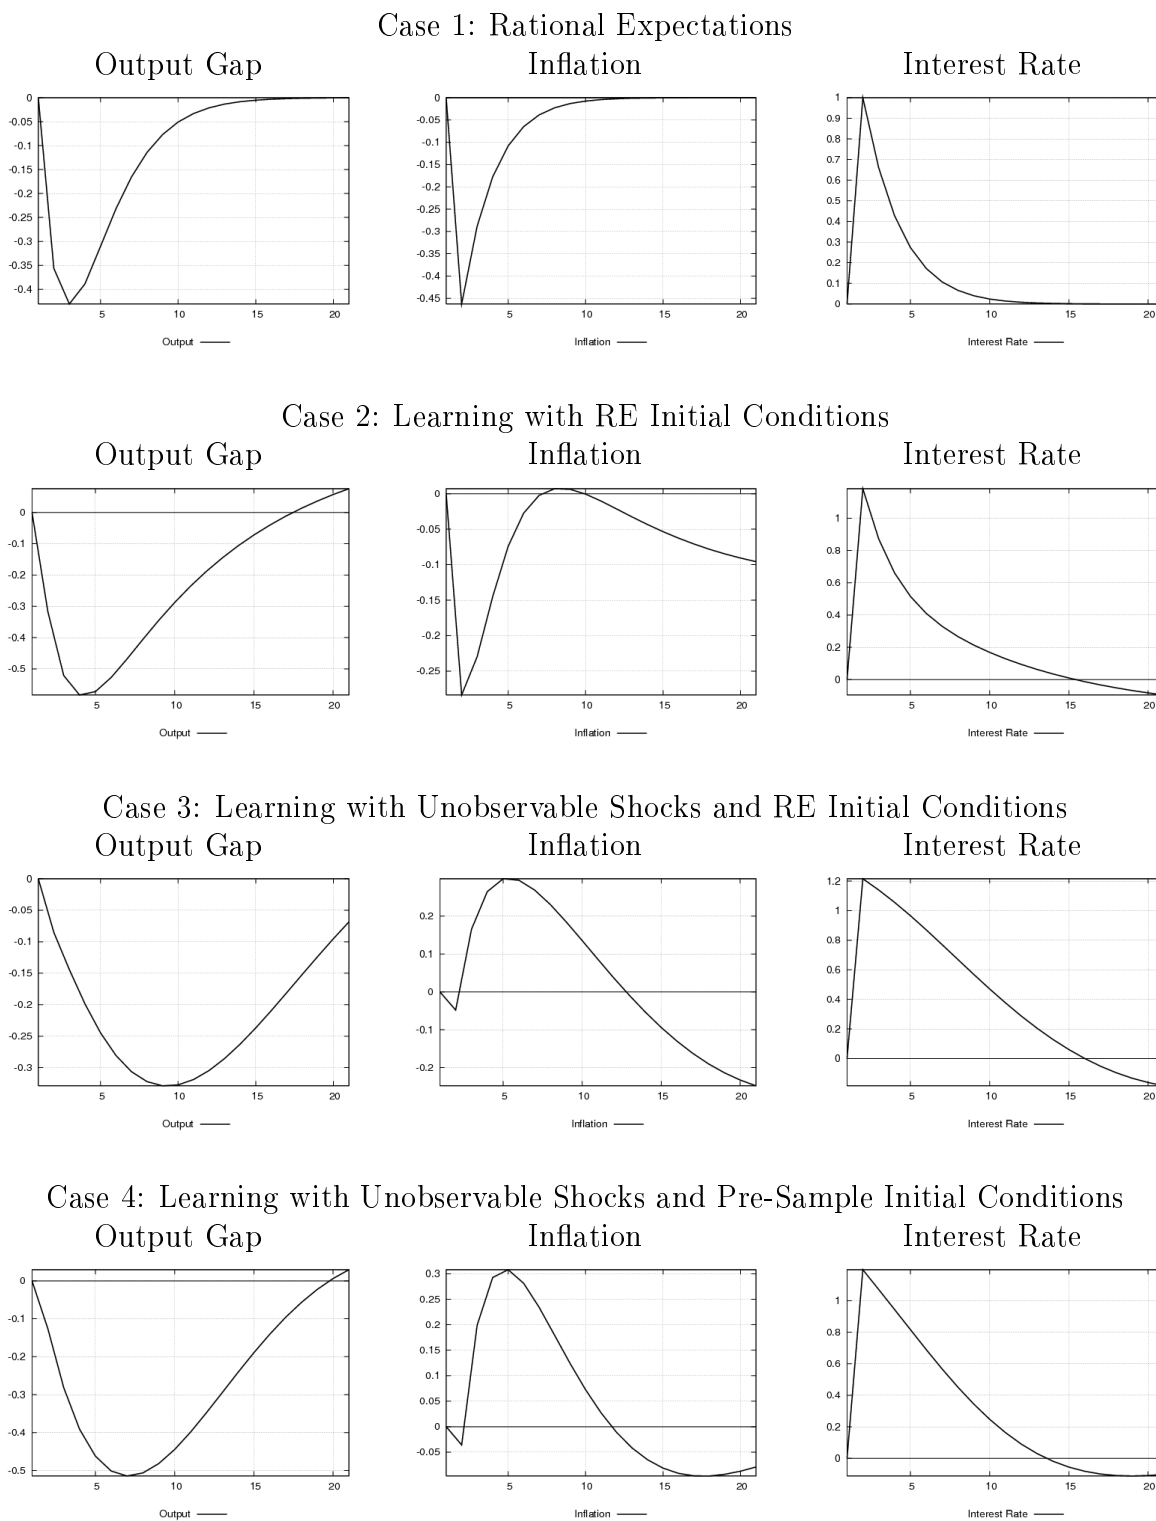 Case 1: Rational Expectations
Output Gap Inflation Interest Rate
0 0 1
-0.05 -0.05 0.9
-0.1 -0.1 0.8
-0.15 -0.15 0.7
-0.2 -0.2 0.6
-0.25 -0.25 0.5
-0.3 -0.3 0.4
-0.35 -0.35 0.3
-0.4 -0.4 0.2
-0.45 0.1
0
5 10 15 20 5 10 15 20 5 10 15 20
Output Inflation Interest Rate
Case 2: Learning with RE Initial Conditions
Output Gap Inflation Interest Rate
0 0 1
-0.1 -0.05 0.8
-0.2 -0.1 0.6
-0.3 -0.15 0.4
-0.4 -0.2 0.2
-0.5 -0.25 0
5 10 15 20 5 10 15 20 5 10 15 20
Output Inflation Interest Rate
Case 3: Learning with Unobservable Shocks and RE Initial Conditions
Output Gap Inflation Interest Rate
0 0.2 1.2
-0.05 0.1 1
-0.1 0 0.8
-0.15 -0.1 0.6
-0.2 -0.2 0.4
-0.25 0.2
-0.3 0
5 10 15 20 5 10 15 20 5 10 15 20
Output Inflation Interest Rate
Case 4: Learning with Unobservable Shocks and Pre-Sample Initial Conditions
Output Gap Inflation Interest Rate
0 0.3 1
-0.1 0.25 0.8
-0.2 0.2 0.6
-0.3 0.15 0.4
-0.4 0.1 0.2
-0.5 0.05 0
0
-0.05
5 10 15 20 5 10 15 20 5 10 15 20
Output Inflation Interest Rate